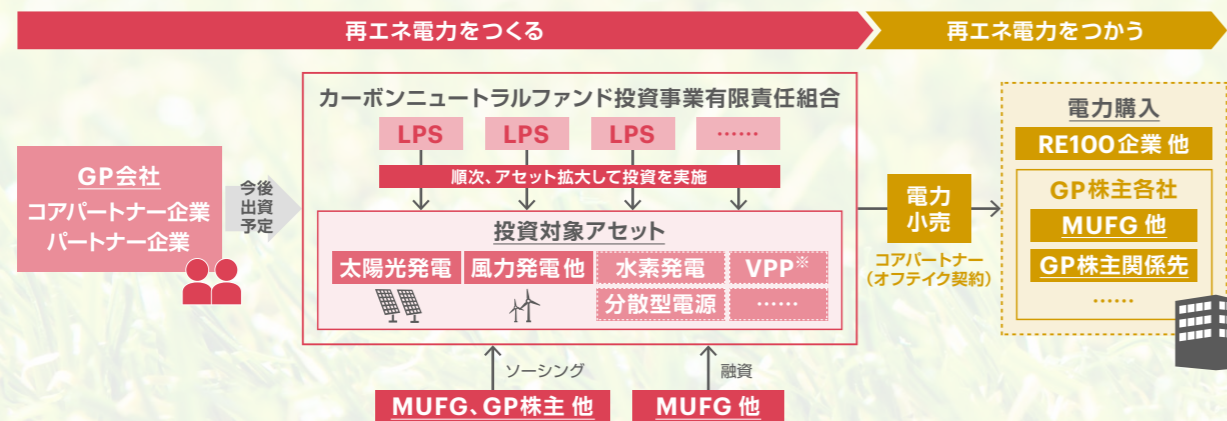 再エネ電力をつくる
再エネ電力をつかう
GP会社
コアパートナー企業
パートナー企業
今後
出資
予定
カーボンニュートラルファンド投資事業有限責任組合
LPS LPS LPS ……
順次、アセット拡大して投資を実施
投資対象アセット
太陽光発電 風力発電 他 水素発電 VPP※
分散型電源 ……
ソーシング
融資
MUFG、GP株主 他
MUFG 他
電力
小売
コアパートナー
（オフテイク契約）
電力購入
RE100企業 他
GP株主各社
MUFG 他
GP株主関係先
……